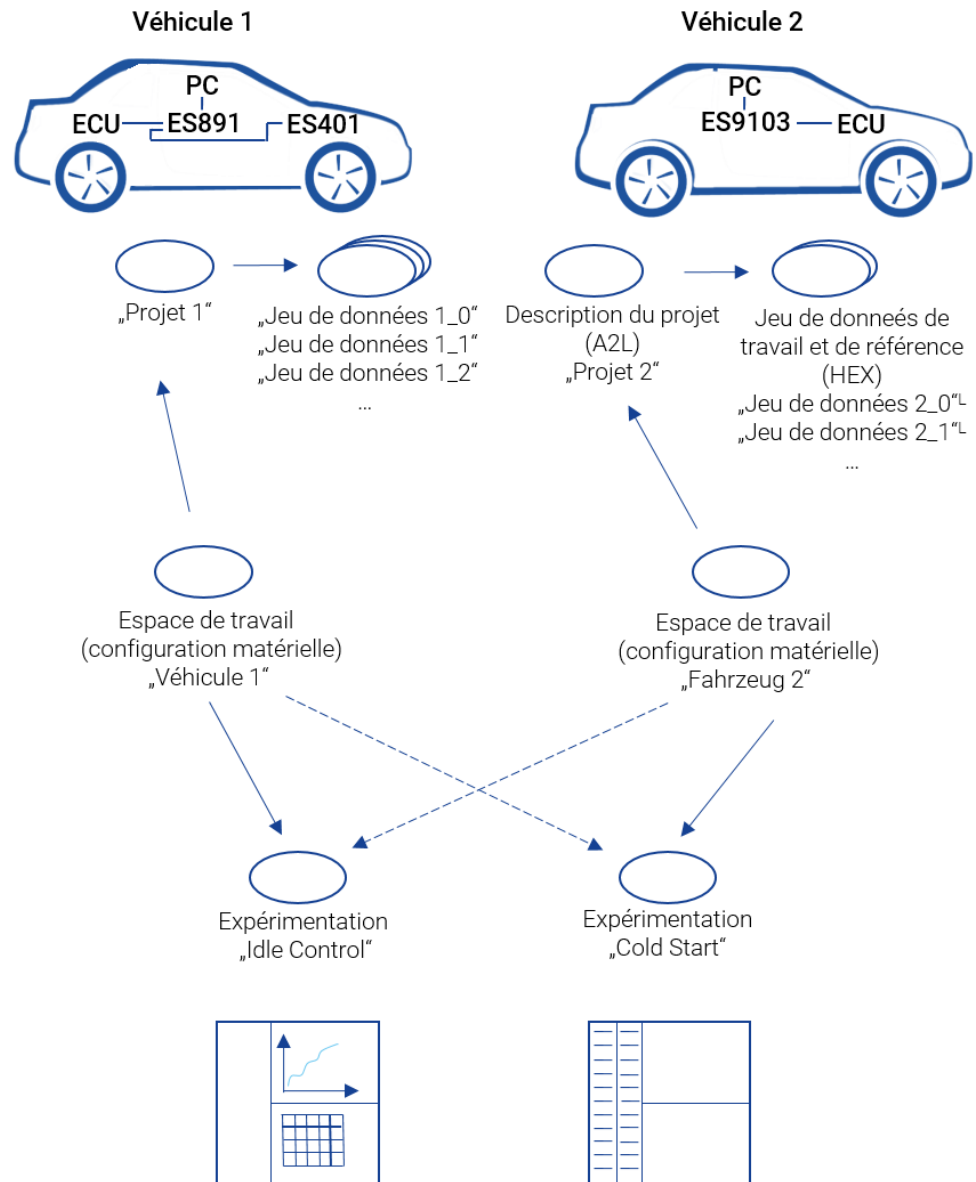 Véhicule 1
PC
ECU
ES891
ES401
Véhicule 2
PC
ES9103
ECU
„Projet 1“
„Jeu de données 1_0“
„Jeu de données 1_1“
„Jeu de données 1_2“
...
Description du projet
(A2L)
„Projet 2“
Jeu de donneés de
travail et de référence
(HEX)
„Jeu de données 2_0“L
„Jeu de données 2_1“L
...
Espace de travail
(configuration matérielle)
„Véhicule 1“
Espace de travail
(configuration matérielle)
„Fahrzeug 2“
Expérimentation
„Idle Control“
Expérimentation
„Cold Start“